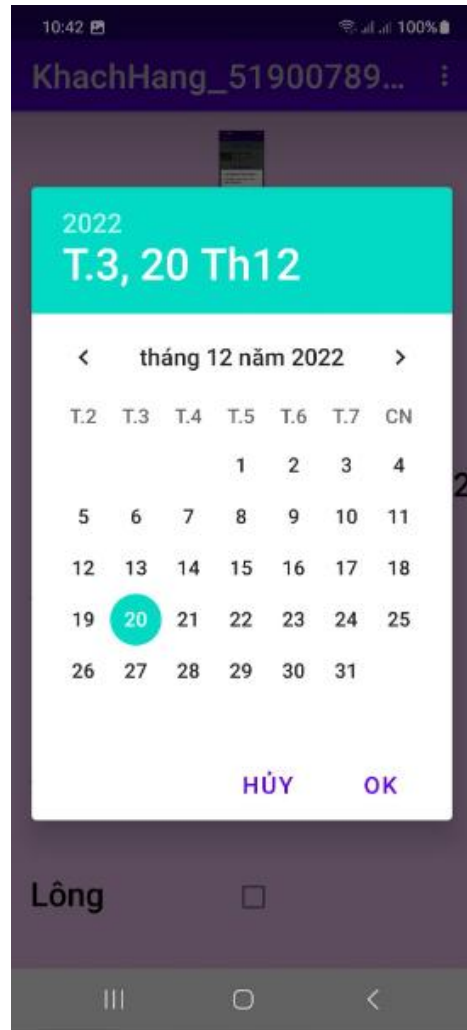 10:42 100%
KhachHang_51900789...
2022
T.3, 20 Th12
tháng 12 năm 2022
T.2 T.3 T.4 T.5 T.6 T.7 CN
1 2 3 4
2
5 6 7 8 9 10 11
12 13 14 15 16 17 18
19 20 21 22 23 24 25
26 27 28 29 30 31
HỦY OK
Lông